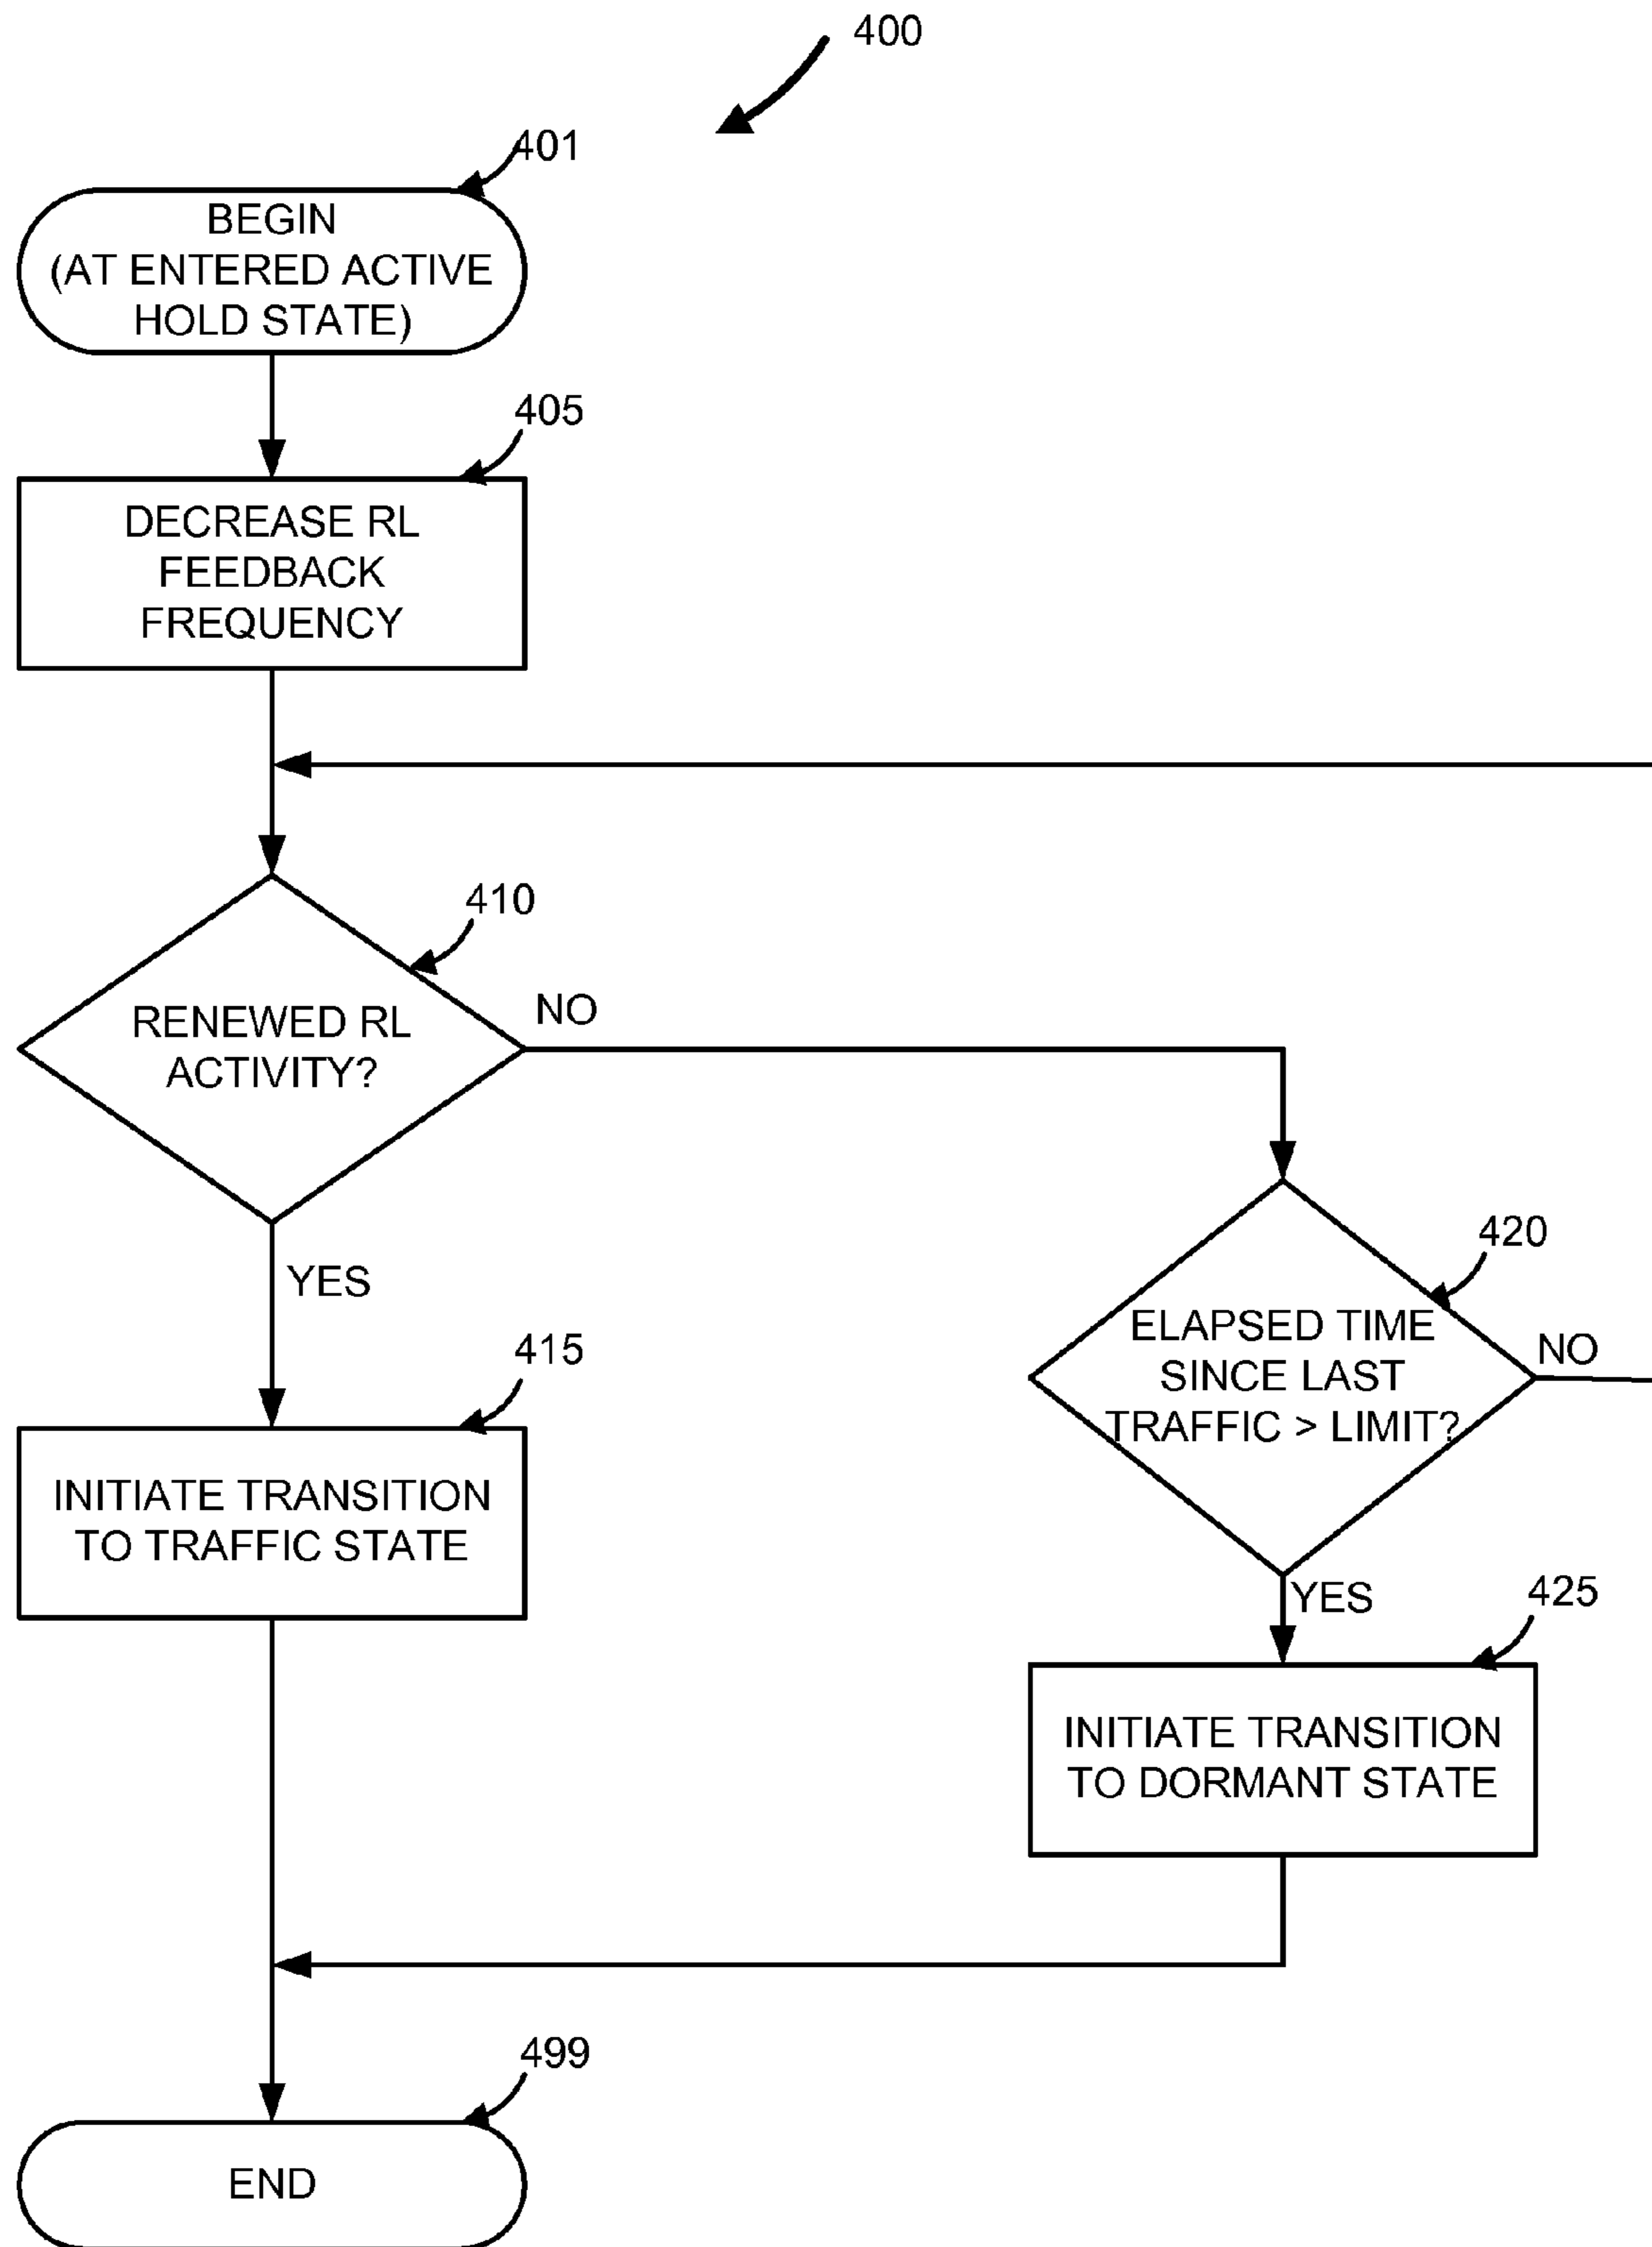 400
401
BEGIN
(AT ENTERED ACTIVE
HOLD STATE)
405
DECREASE RL
FEEDBACK
FREQUENCY
410
RENEWED RL
ACTIVITY?
NO
YES
420
ELAPSED TIME
SINCE LAST
TRAFFIC > LIMIT?
NO
YES
415
INITIATE TRANSITION
TO TRAFFIC STATE
425
INITIATE TRANSITION
TO DORMANT STATE
499
END